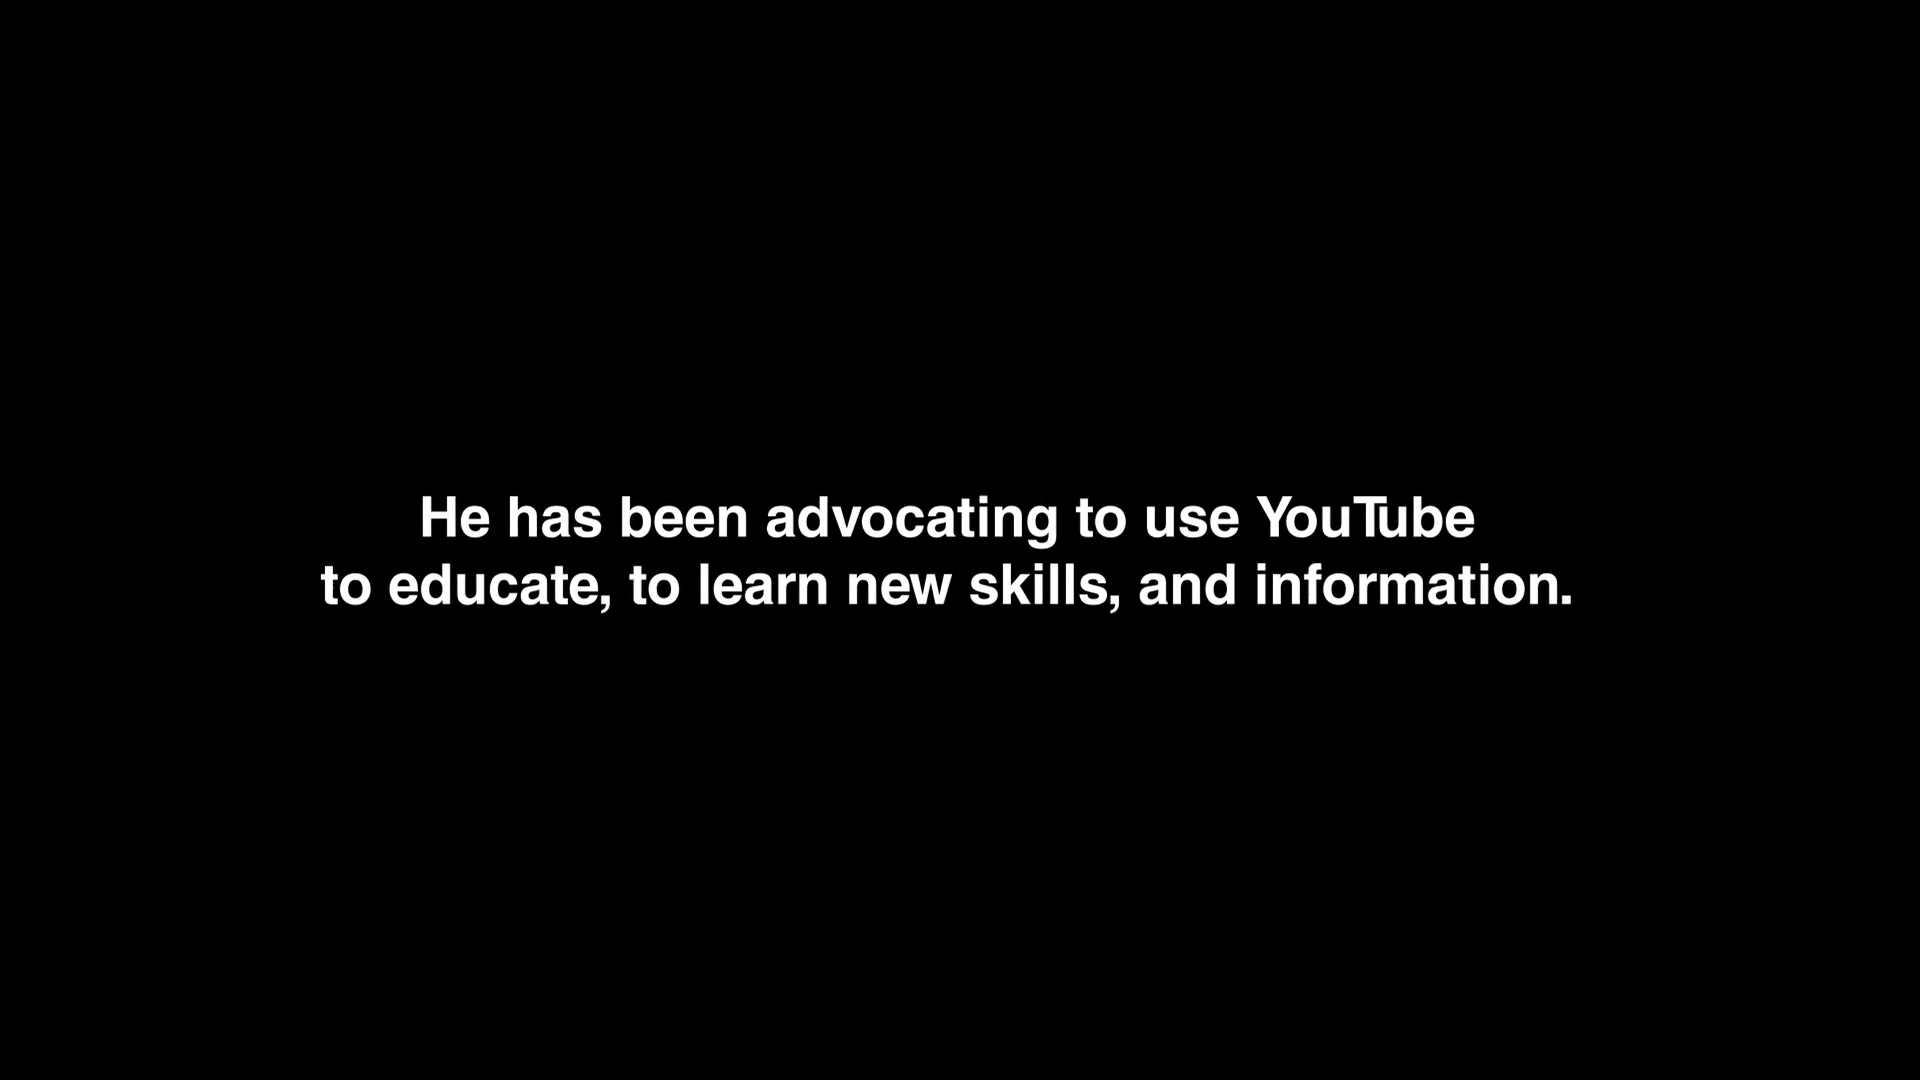 He has been advocating to use YouTube
to educate, to learn new skills, and information.